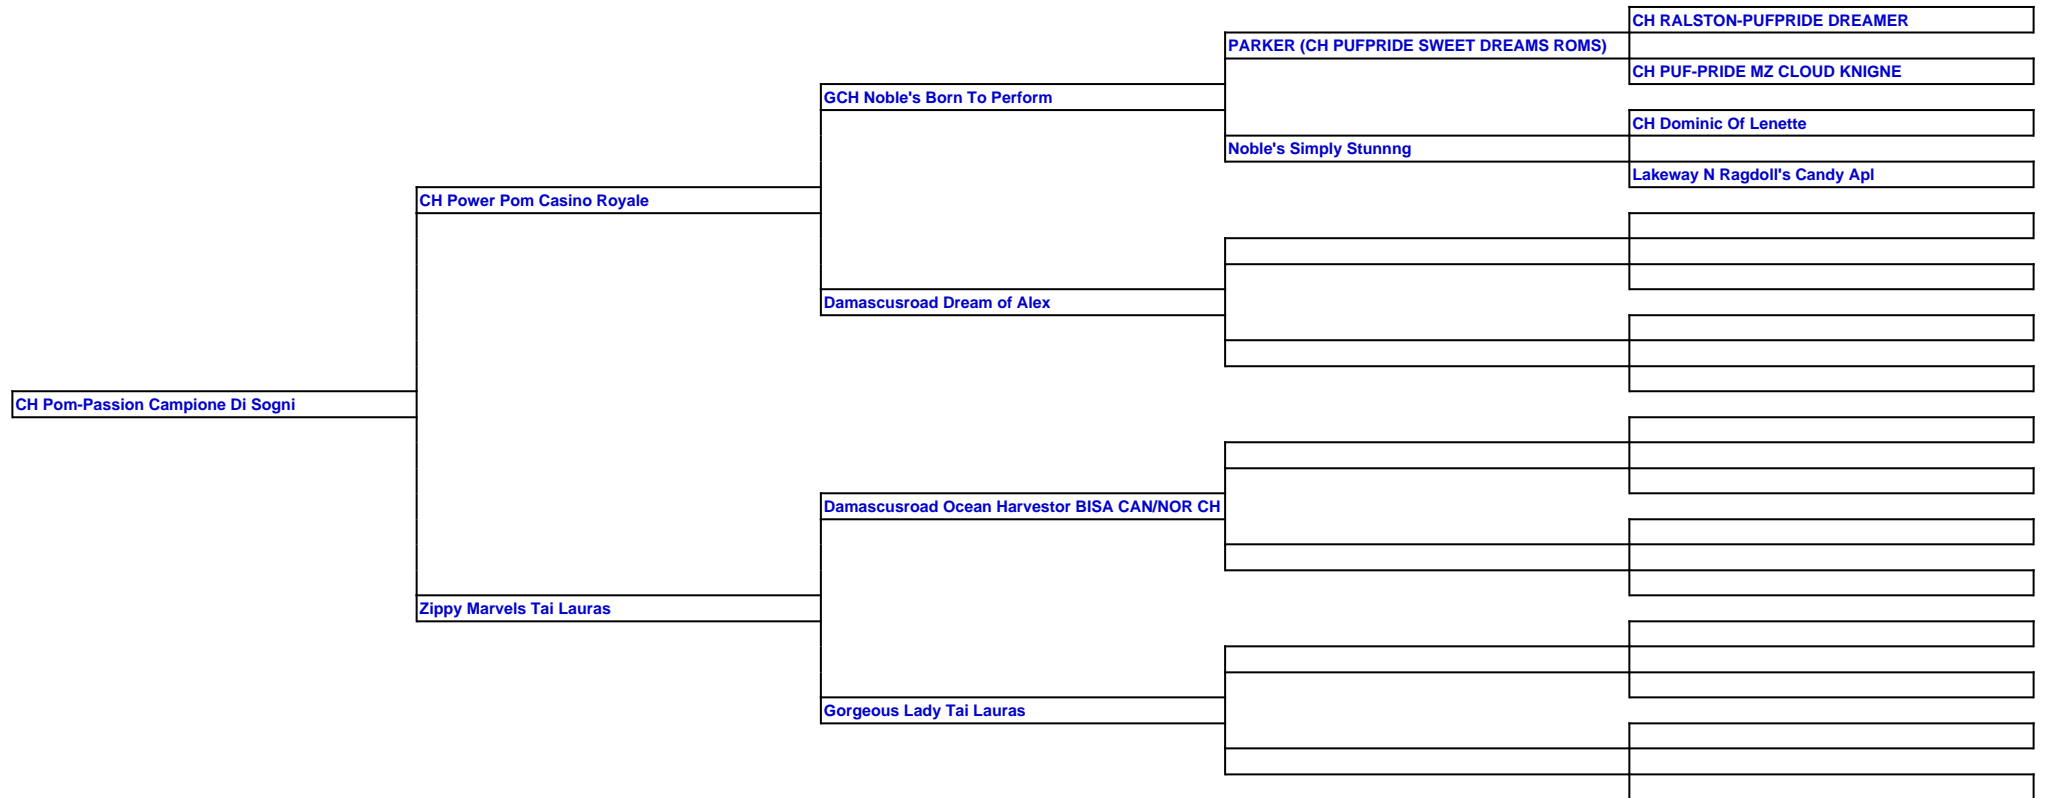 CH RALSTON-PUFPRIDE DREAMER
PARKER (CH PUFPRIDE SWEET DREAMS ROMS)
CH PUF-PRIDE MZ CLOUD KNIGNE
GCH Noble's Born To Perform
CH Dominic Of Lenette
Noble's Simply Stunnng
Lakeway N Ragdoll's Candy Apl
CH Power Pom Casino Royale
Damascusroad Dream of Alex
CH Pom-Passion Campione Di Sogni
Damascusroad Ocean Harvestor BISA CAN/NOR CH
Zippy Marvels Tai Lauras
Gorgeous Lady Tai Lauras